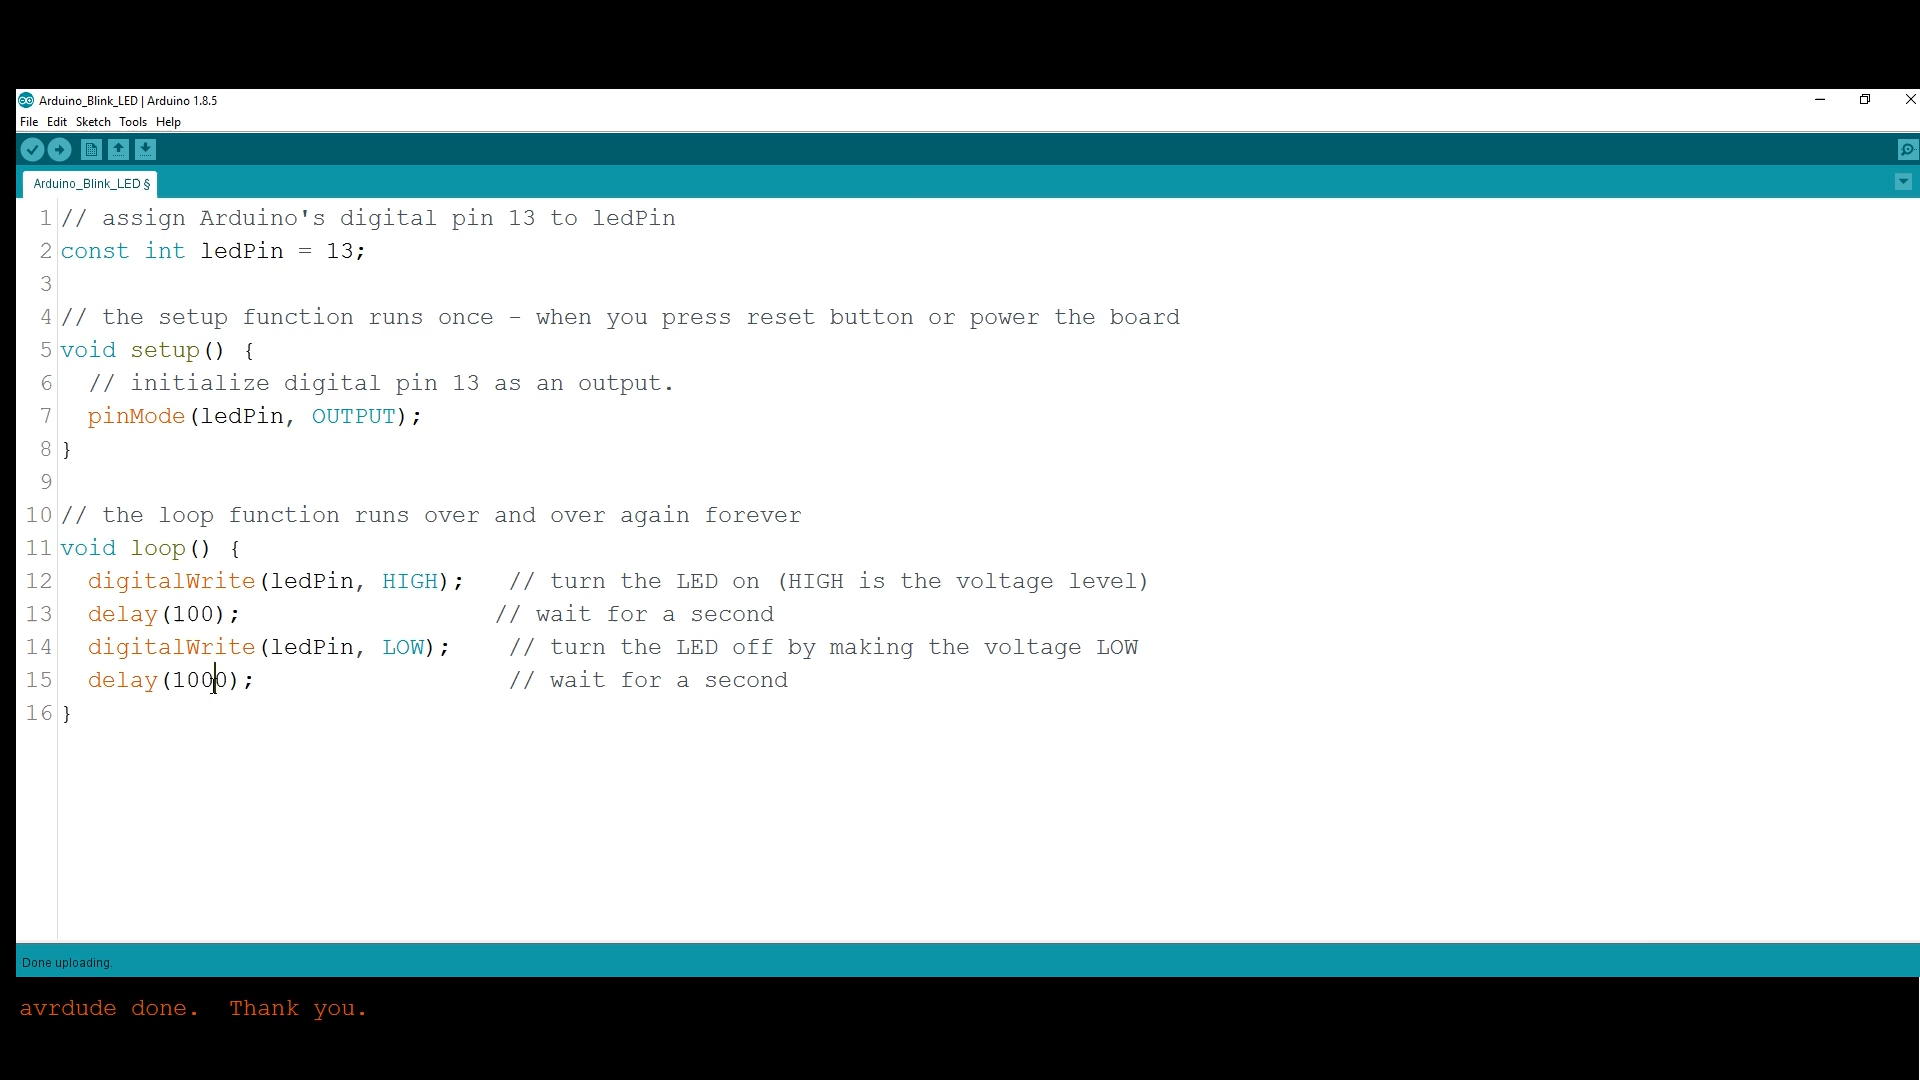 Arduino_Blink_LED | Arduino 1.8.5
File Edit Sketch Tools Help
Arduino_Blink_LED §
1 // assign Arduino's digital pin 13 to ledPin
2 const int ledPin = 13;
3
4 // the setup function runs once - when you press reset button or power the board
5 void setup() {
6   // initialize digital pin 13 as an output.
7   pinMode(ledPin, OUTPUT);
8 }
9
10 // the loop function runs over and over again forever
11 void loop() {
12   digitalWrite(ledPin, HIGH);   // turn the LED on (HIGH is the voltage level)
13   delay(100);                  // wait for a second
14   digitalWrite(ledPin, LOW);    // turn the LED off by making the voltage LOW
15   delay(1000);                  // wait for a second
16 }
Done uploading.
avrdude done.  Thank you.